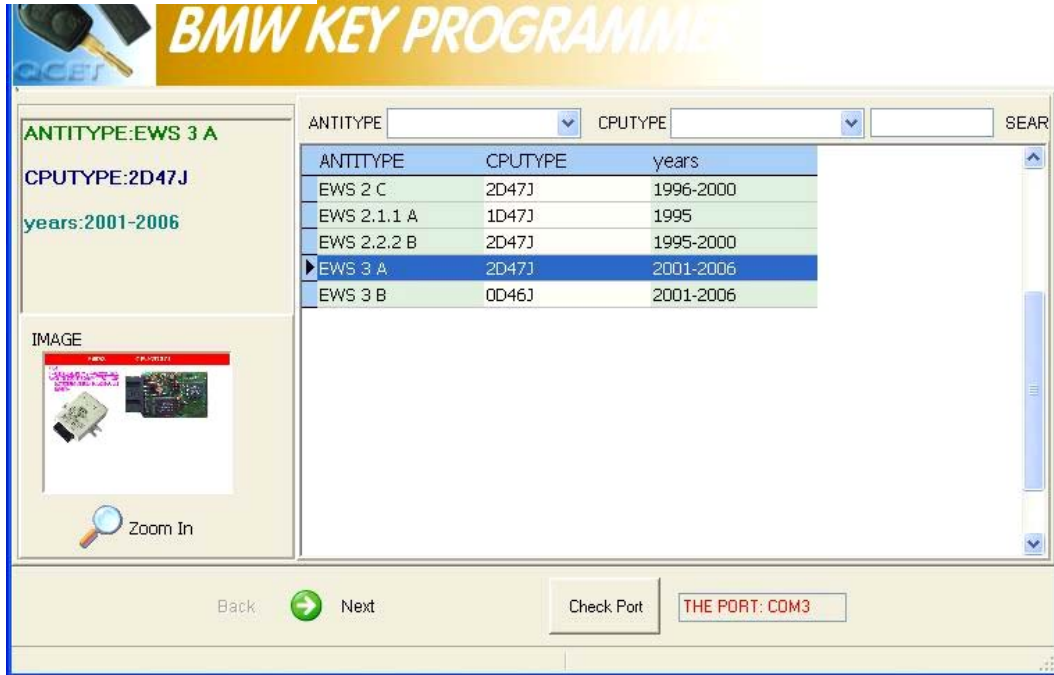 BMW KEY PROGRAMME
QCET
ANTITYPE:EWS 3 A
CPUTYPE:2D47J
years:2001-2006
ANTITYPE CPUTYPE SEAR
ANTITYPE CPUTYPE years
EWS 2 C 2D47J 1996-2000
EWS 2.1.1 A 1D47J 1995
EWS 2.2.2 B 2D47J 1995-2000
EWS 3 A 2D47J 2001-2006
EWS 3 B 0D46J 2001-2006
IMAGE
Zoom In
Back Next Check Port THE PORT: COM3